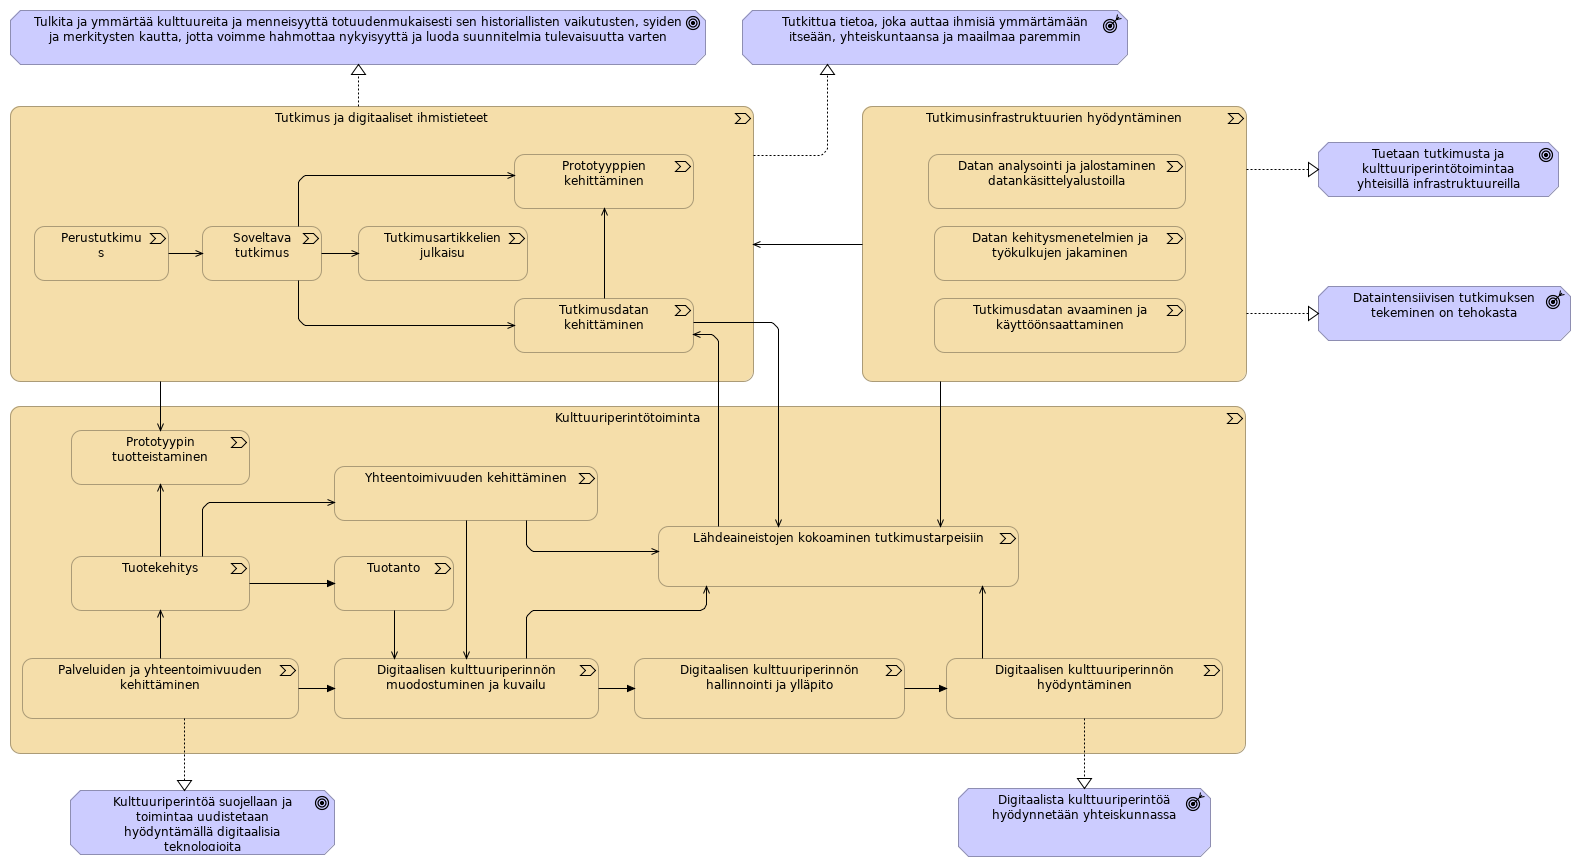 Tulkita ja ymmärtää kulttuureita ja menneisyyttä totuudenmukaisesti sen historiallisten vaikutusten, syiden
ja merkitysten kautta, jotta voimme hahmottaa nykyisyyttä ja luoda suunnitelmia tulevaisuutta varten
Tutkittua tietoa, joka auttaa ihmisiä ymmärtämään
itseään, yhteiskuntaansa ja maailmaa paremmin
Tutkimus ja digitaaliset ihmistieteet
Prototyyppien
kehittäminen
Perustutkimu
s
Soveltava
tutkimus
Tutkimusartikkelien
julkaisu
Tutkimusdatan
kehittäminen
Tutkimusinfrastruktuurien hyödyntäminen
Datan analysointi ja jalostaminen
datankäsittelyalustoilla
Datan kehitysmenetelmien ja
työkulkujen jakaminen
Tutkimusdatan avaaminen ja
käyttöönsaattaminen
Tuetaan tutkimusta ja
kulttuuriperintötoimintaa
yhteisillä infrastruktuureilla
Dataintensiivisen tutkimuksen
tekeminen on tehokasta
Kulttuuriperintötoiminta
Prototyypin
tuotteistaminen
Yhteentoimivuuden kehittäminen
Lähdeaineistojen kokoaminen tutkimustarpeisiin
Tuotekehitys
Tuotanto
Palveluiden ja yhteentoimivuuden
kehittäminen
Digitaalisen kulttuuriperinnön
muodostuminen ja kuvailu
Digitaalisen kulttuuriperinnön
hallinnointi ja ylläpito
Digitaalisen kulttuuriperinnön
hyödyntäminen
Kulttuuriperintöä suojellaan ja
toimintaa uudistetaan
hyödyntämällä digitaalisia
teknologioita
Digitaalista kulttuuriperintöä
hyödynnetään yhteiskunnassa